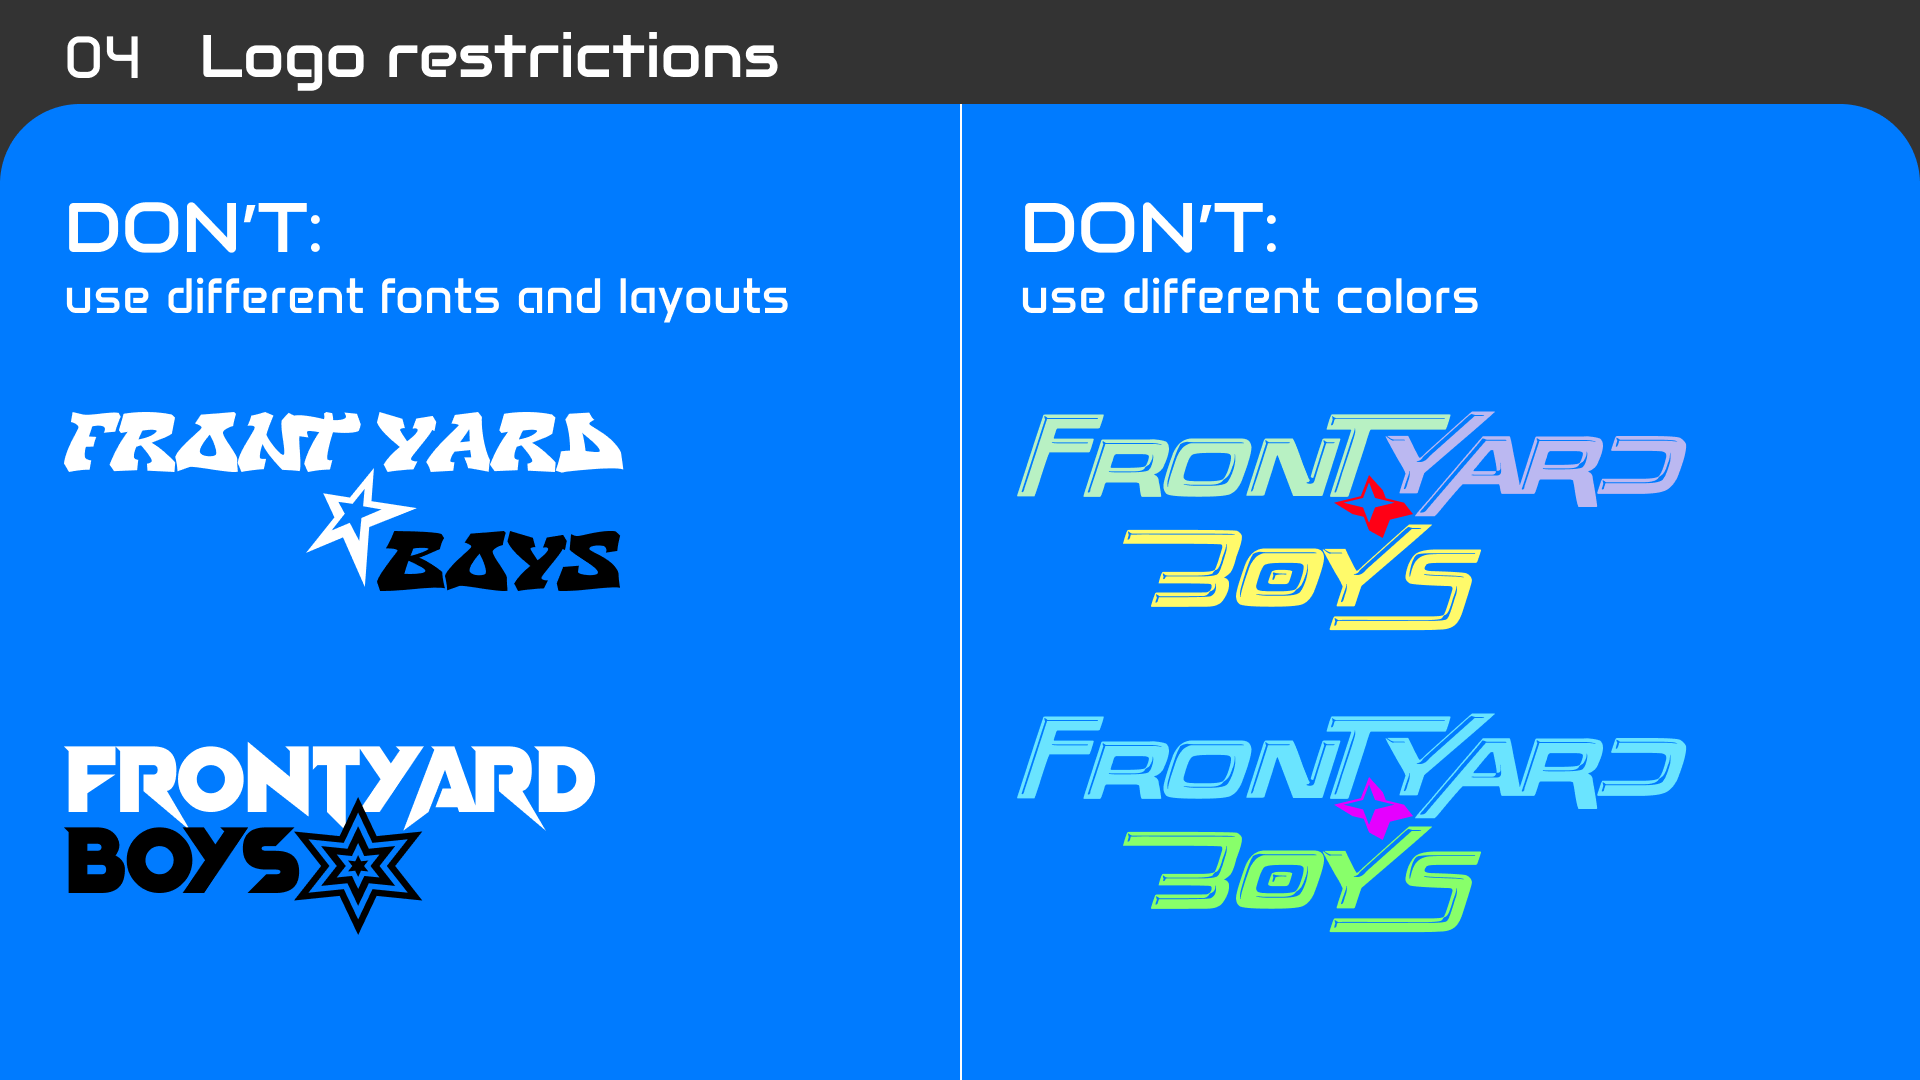 04 Logo restrictions
DON'T:
use different fonts and layouts
FRONT YARD
BOYS
FRONTYARD
BOYS
DON'T:
use different colors
FRONTYARD
BOYS
FRONTYARD
BOYS